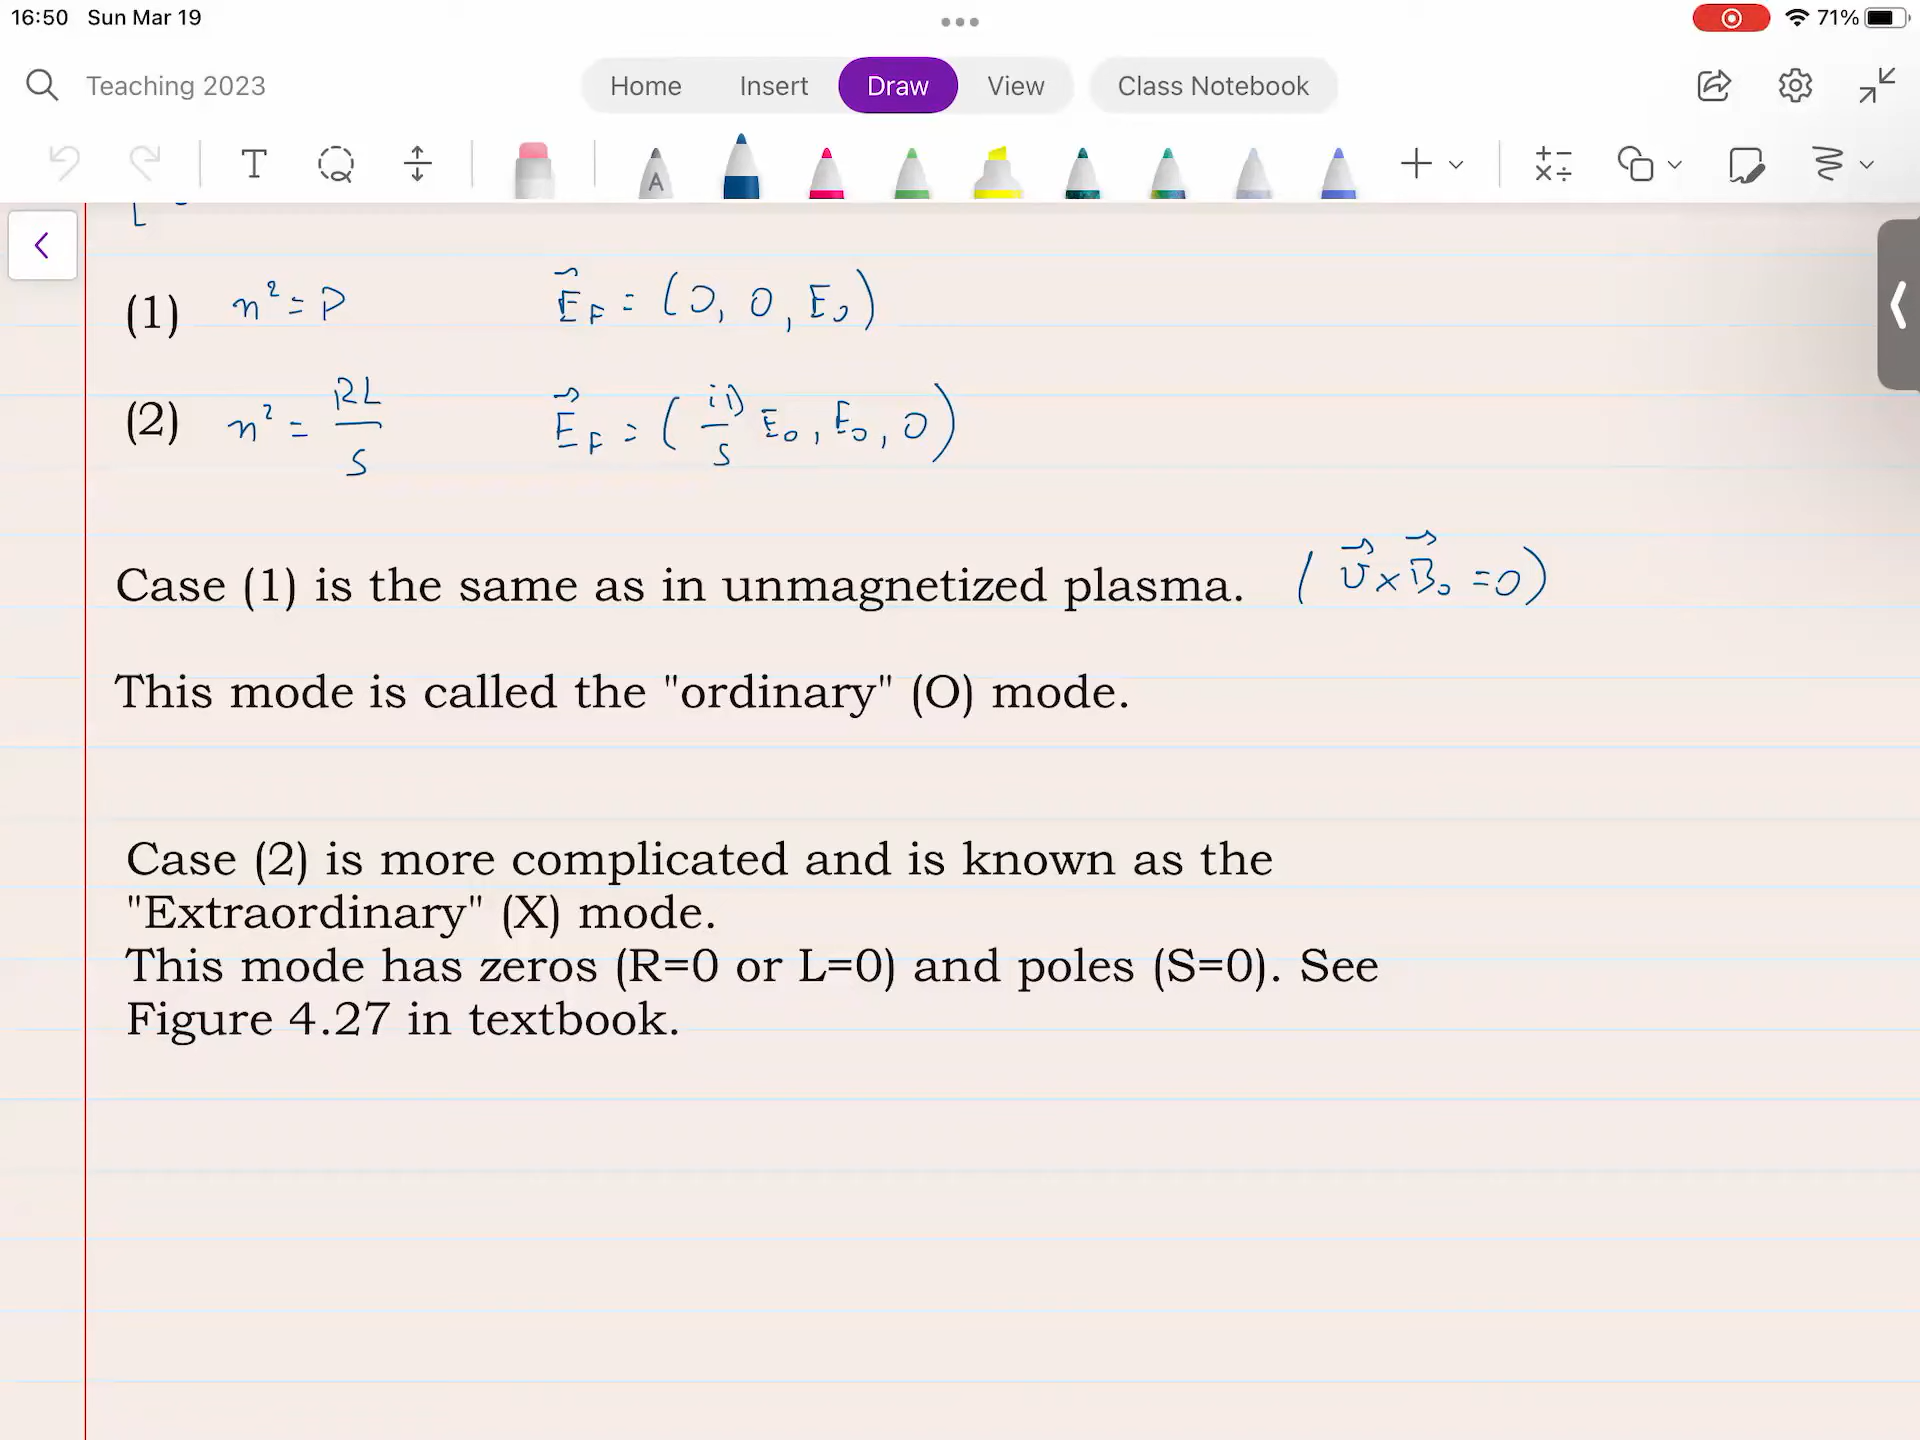 16:50 Sun Mar 19
71%
Teaching 2023
Home Insert Draw View Class Notebook
T
A
(1) n² = P E⃗_F = (0, 0, E₀)
(2) n² = RL/S E⃗_F = (iD/S E₀, E₀, 0)
Case (1) is the same as in unmagnetized plasma. (v⃗ × B⃗₀ = 0)
This mode is called the "ordinary" (O) mode.
Case (2) is more complicated and is known as the
"Extraordinary" (X) mode.
This mode has zeros (R=0 or L=0) and poles (S=0). See
Figure 4.27 in textbook.